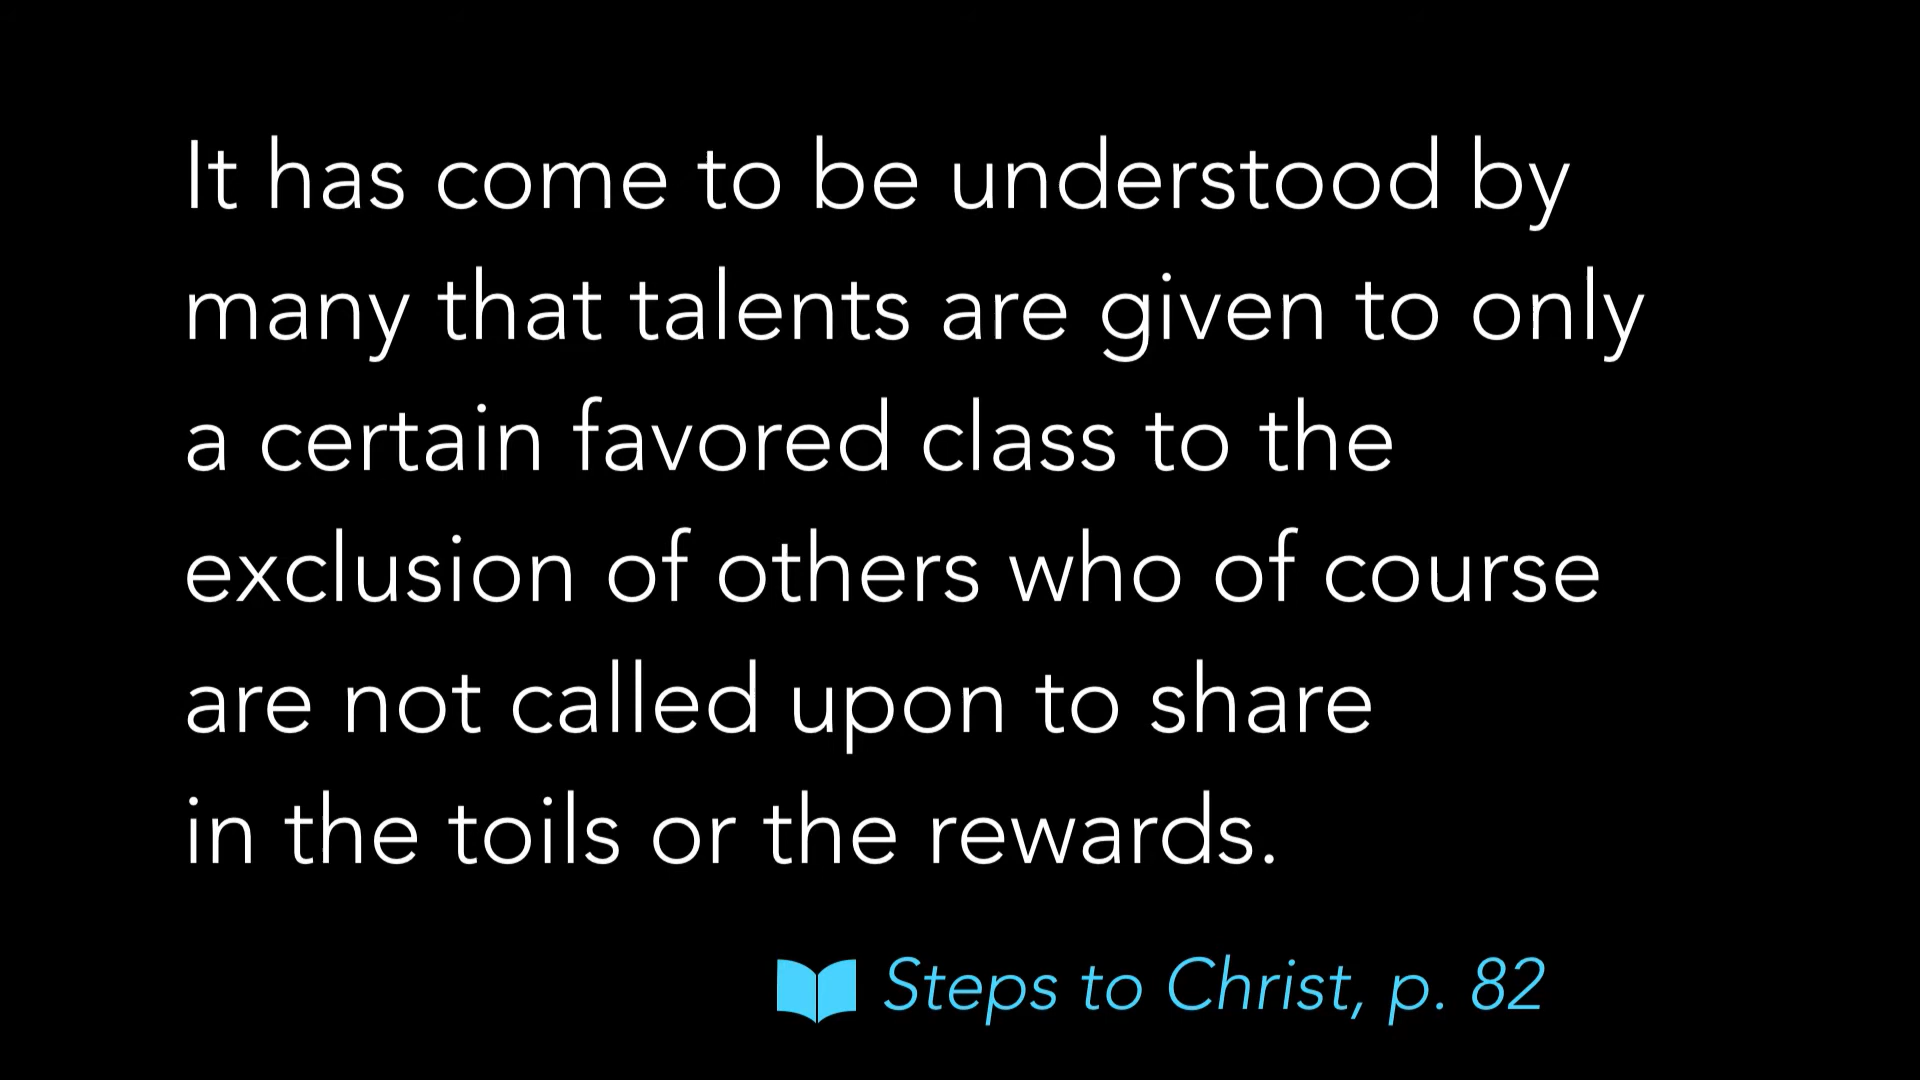 It has come to be understood by
many that talents are given to only
a certain favored class to the
exclusion of others who of course
are not called upon to share
in the toils or the rewards.
Steps to Christ, p. 82